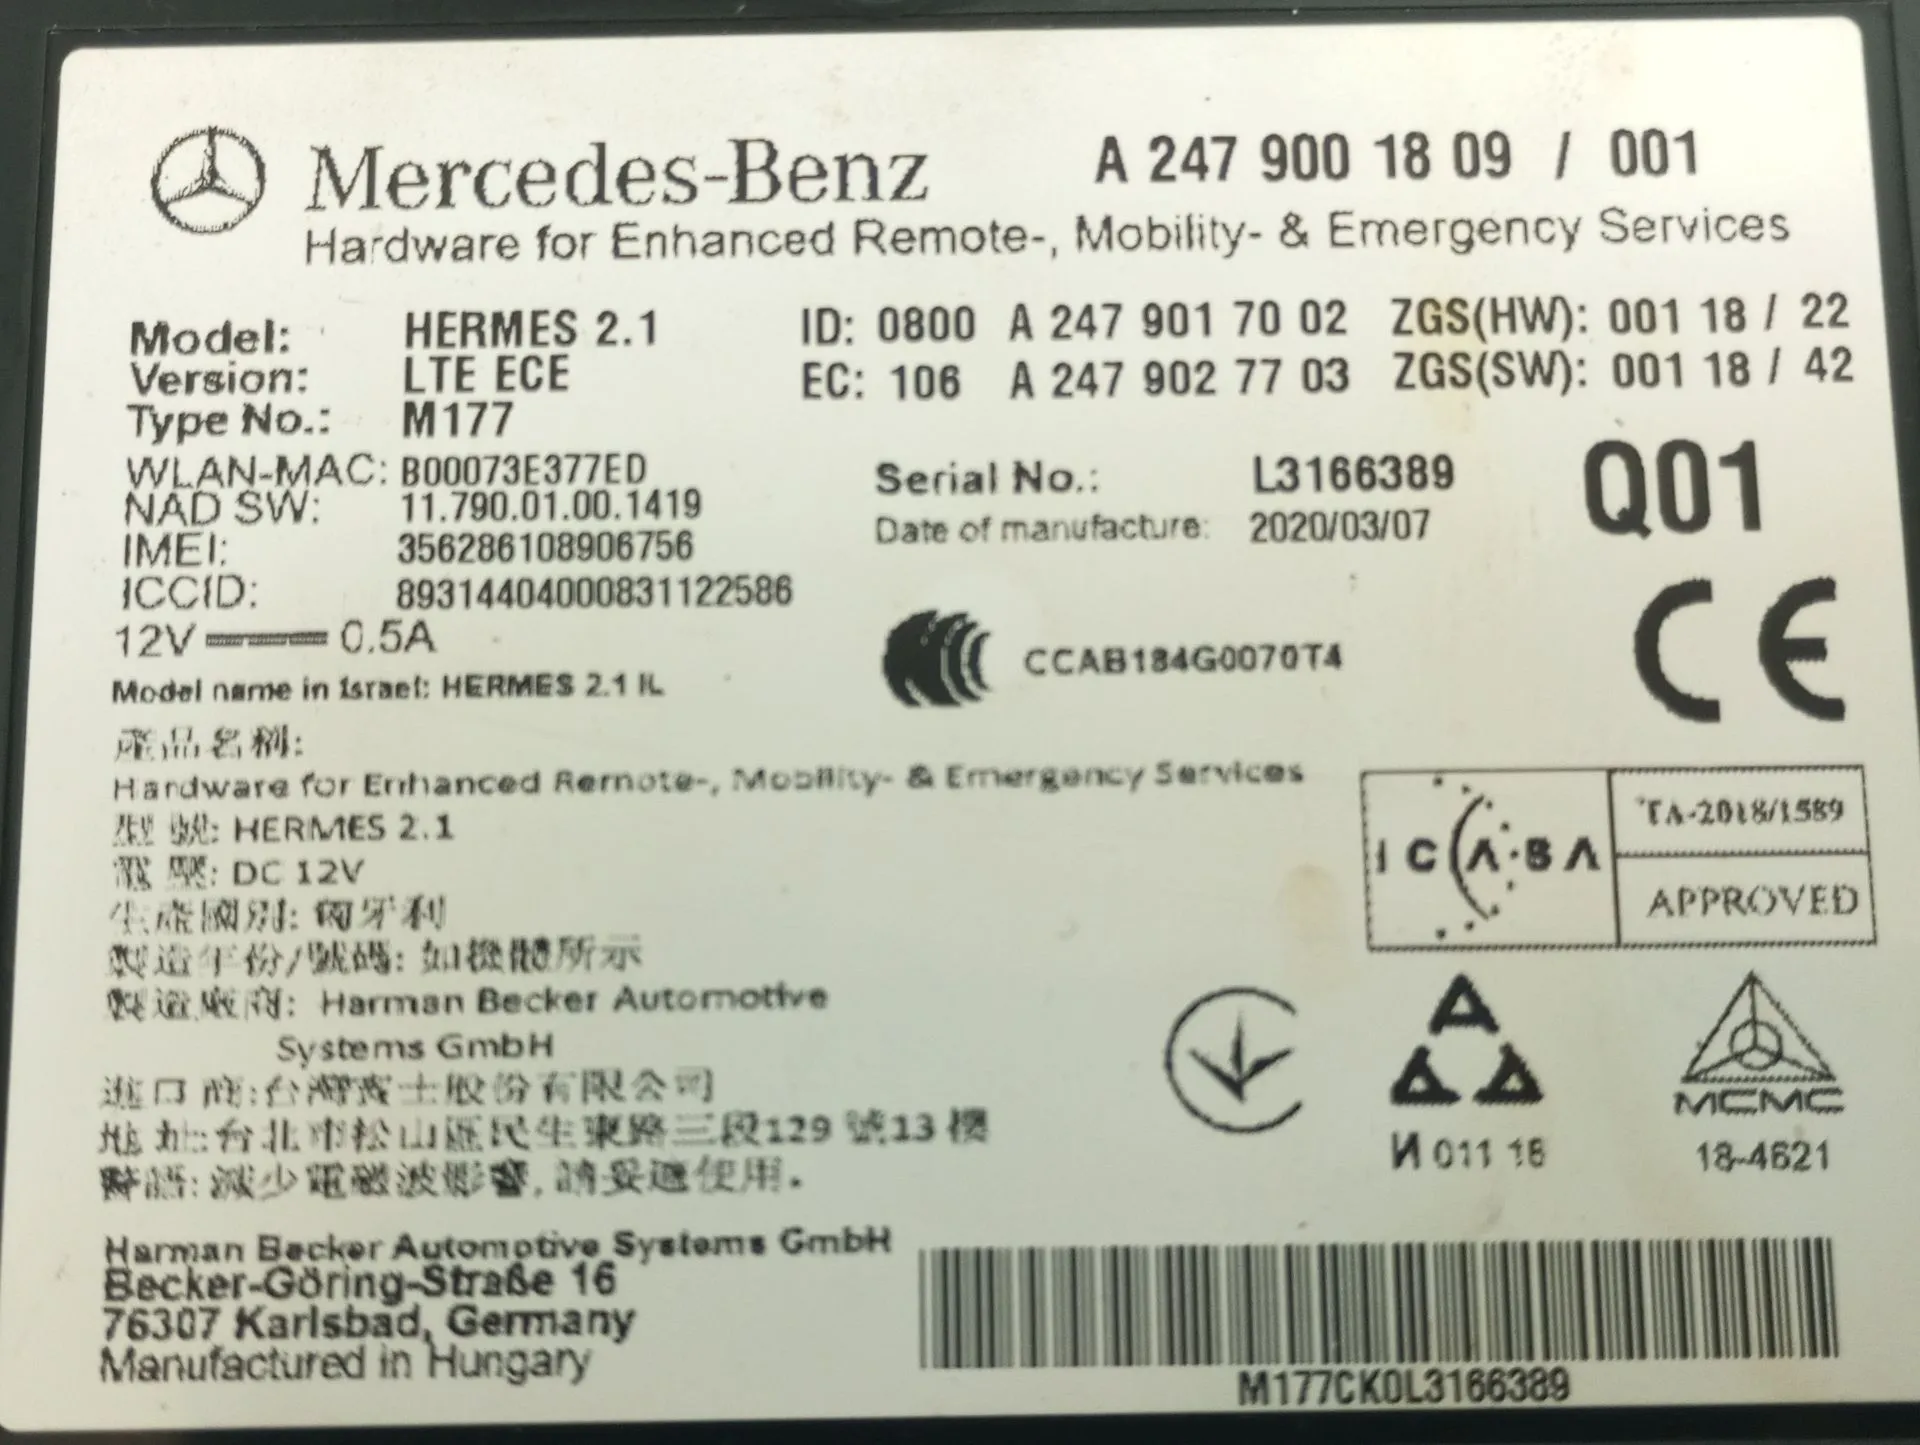 Mercedes-Benz A 247 900 18 09 / 001
Hardware for Enhanced Remote-, Mobility- & Emergency Services
Model: HERMES 2.1 ID: 0800 A 247 901 70 02 ZGS(HW): 001 18 / 22
Version: LTE ECE EC: 106 A 247 902 77 03 ZGS(SW): 001 18 / 42
Type No.: M177
WLAN-MAC: B00073E377ED Serial No.: L3166389 Q01
NAD SW: 11.790.01.00.1419 Date of manufacture: 2020/03/07
IMEI: 356286108906756
ICCID: 89314404000831122586
12V 0.5A CCAB184G0070T4 CE
Model name in Israel: HERMES 2.1 IL
產品名稱:
Hardware for Enhanced Remote-, Mobility- & Emergency Services
型號: HERMES 2.1 ICASA TA-2018/1589
電壓: DC 12V APPROVED
生產國別: 匈牙利
製造年份/號碼: 如機體所示
製造廠商: Harman Becker Automotive
Systems GmbH
進口商:台灣賓士股份有限公司 MCMC
地址:台北市松山區民生東路三段129號13樓 И 011 18 18-4621
警語:減少電磁波影響,請妥適使用.
Harman Becker Automotive Systems GmbH
Becker-Göring-Straße 16
76307 Karlsbad, Germany
Manufactured in Hungary
M177CK0L3166389